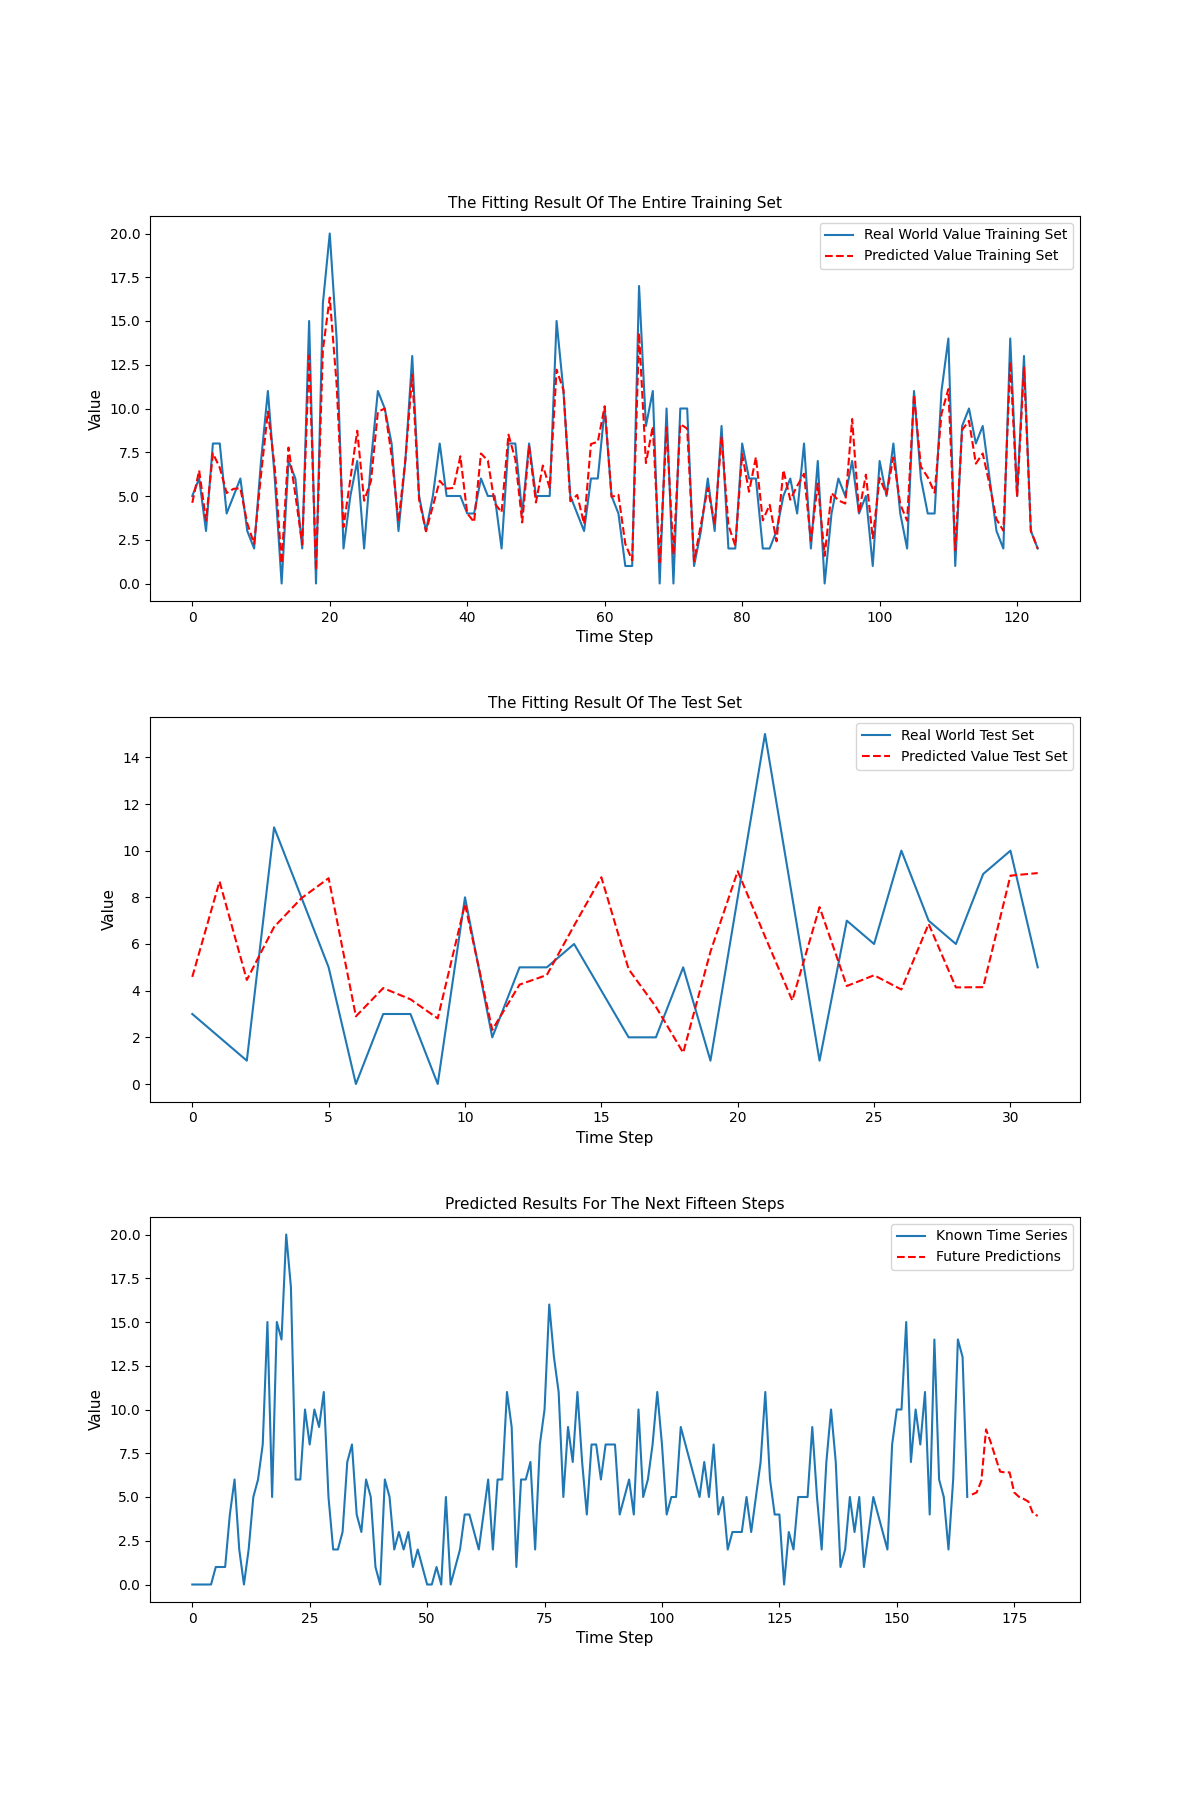 The Fitting Result Of The Entire Training Set
Real World Value Training Set
Predicted Value Training Set
Value
20.0
17.5
15.0
12.5
10.0
7.5
5.0
2.5
0.0
0 20 40 60 80 100 120
Time Step
The Fitting Result Of The Test Set
Real World Test Set
Predicted Value Test Set
Value
14
12
10
8
6
4
2
0
0 5 10 15 20 25 30
Time Step
Predicted Results For The Next Fifteen Steps
Known Time Series
Future Predictions
Value
20.0
17.5
15.0
12.5
10.0
7.5
5.0
2.5
0.0
0 25 50 75 100 125 150 175
Time Step